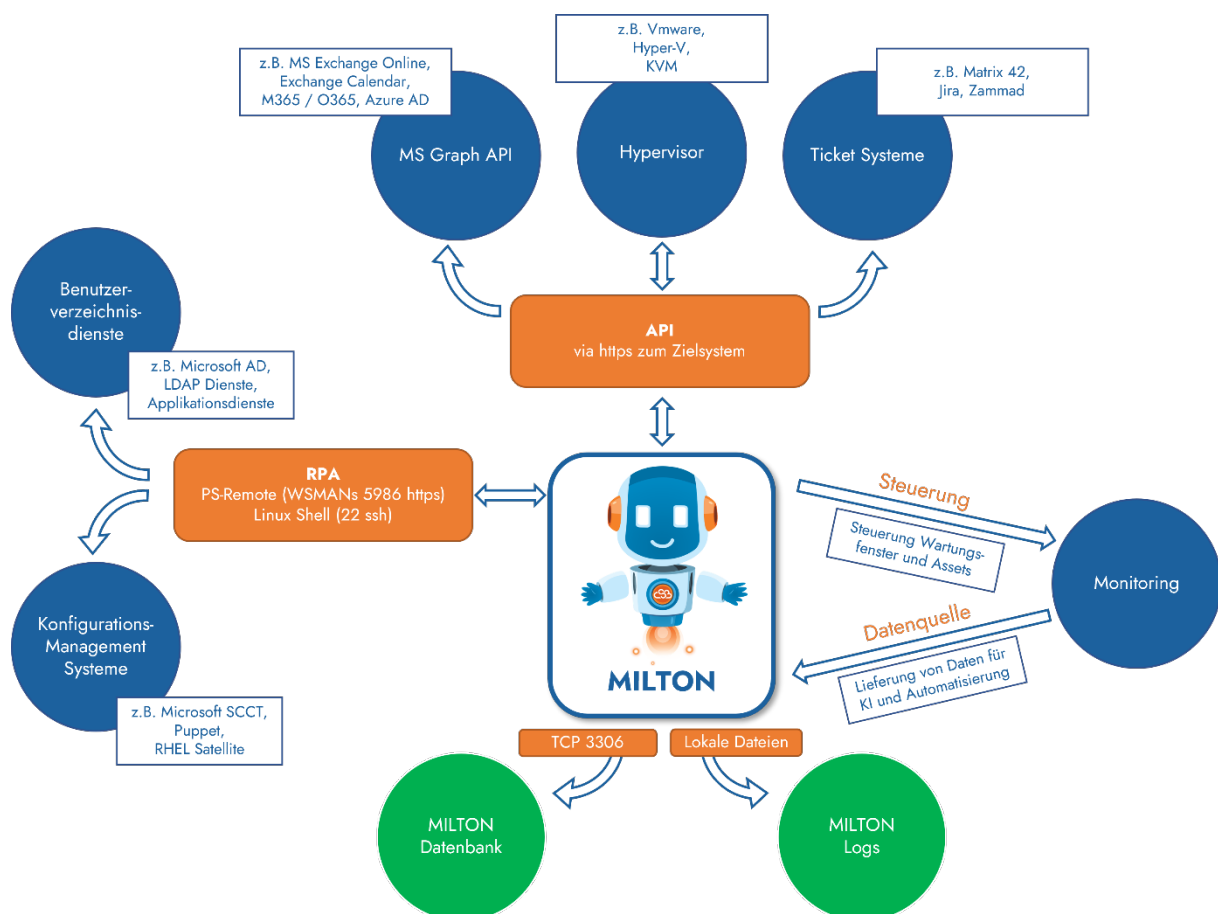 z.B. Vmware,
Hyper-V,
KVM
z.B. MS Exchange Online,
Exchange Calendar,
M365 / O365, Azure AD
z.B. Matrix 42,
Jira, Zammad
MS Graph API
Hypervisor
Ticket Systeme
Benutzer-
verzeichnis-
dienste
z.B. Microsoft AD,
LDAP Dienste,
Applikationsdienste
API
via https zum Zielsystem
RPA
PS-Remote (WSMANs 5986 https)
Linux Shell (22 ssh)
Steuerung
Steuerung Wartungs-
fenster und Assets
Monitoring
Datenquelle
Lieferung von Daten für
KI und Automatisierung
Konfigurations-
Management
Systeme
z.B. Microsoft SCCT,
Puppet,
RHEL Satellite
MILTON
TCP 3306
Lokale Dateien
MILTON
Datenbank
MILTON
Logs